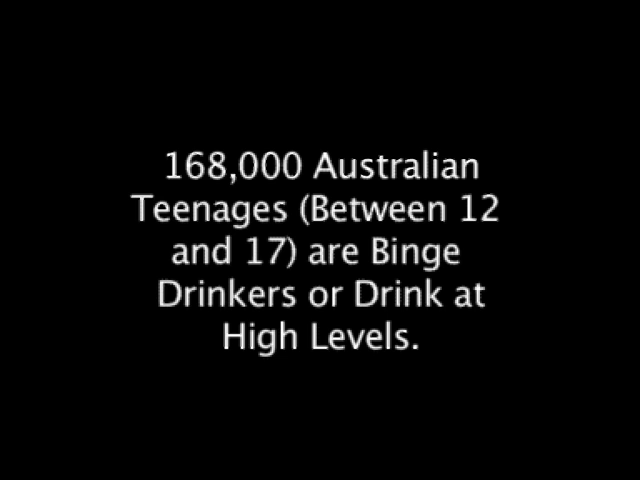 168,000 Australian
Teenages (Between 12
and 17) are Binge
Drinkers or Drink at
High Levels.